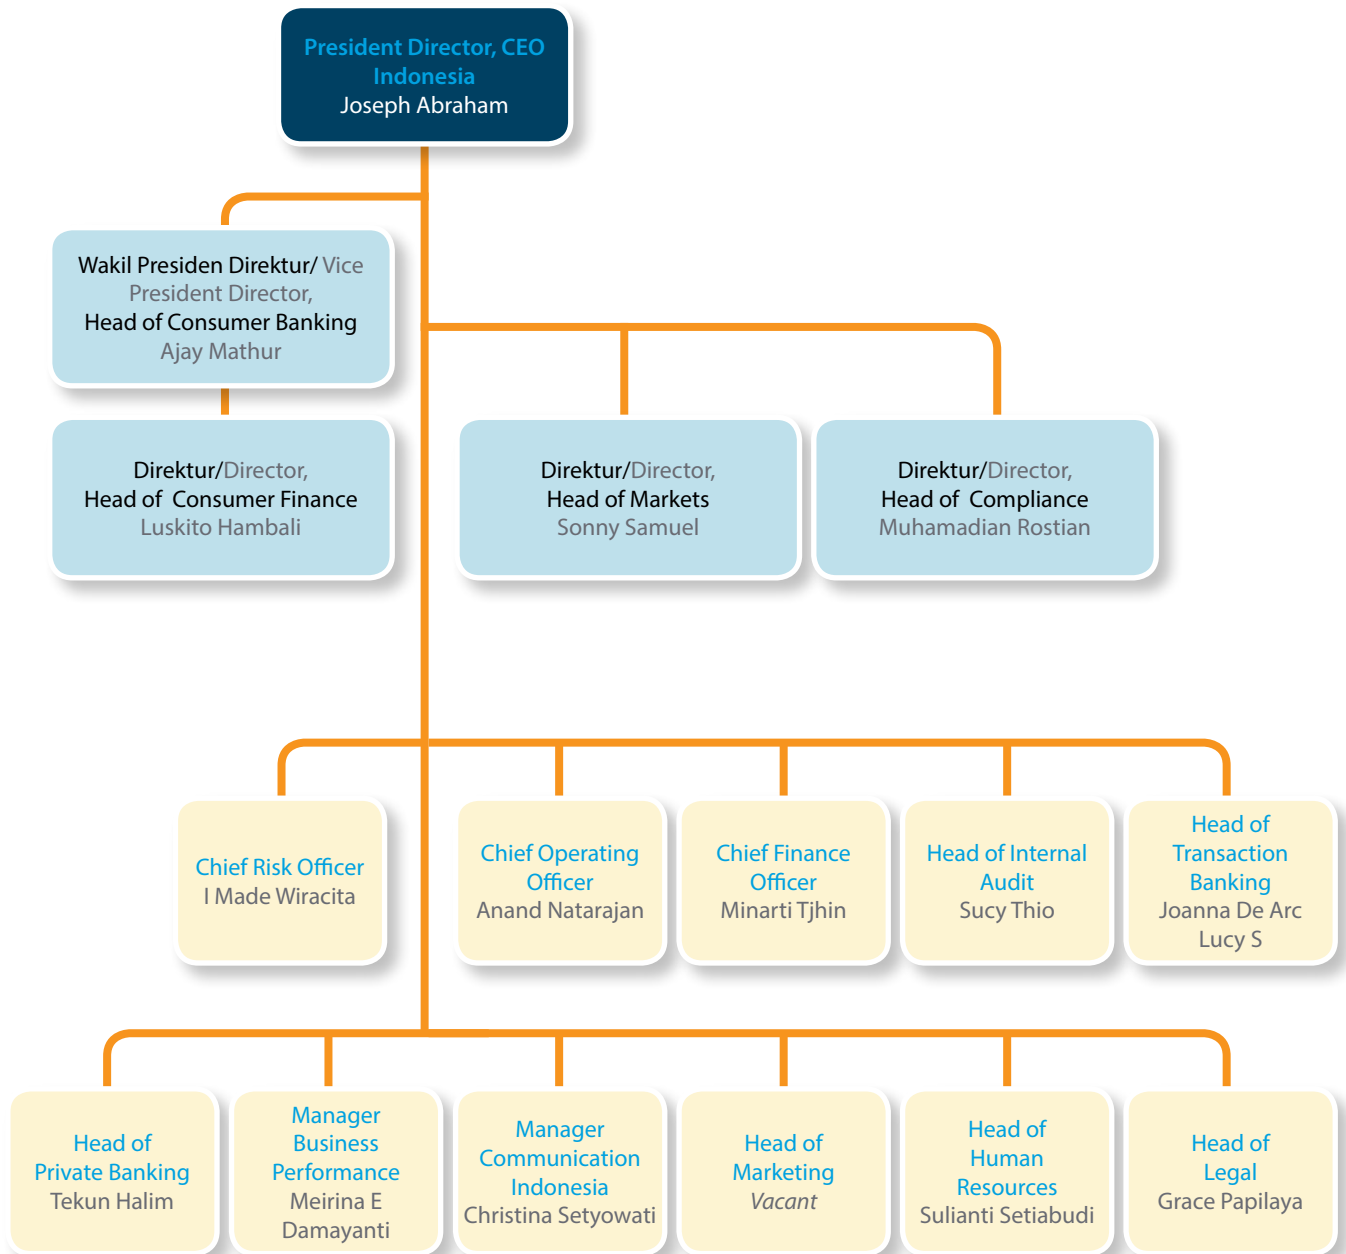 President Director, CEO
Indonesia
Joseph Abraham
Wakil Presiden Direktur/ Vice
President Director,
Head of Consumer Banking
Ajay Mathur
Direktur/Director,
Head of  Consumer Finance
Luskito Hambali
Direktur/Director,
Head of Markets
Sonny Samuel
Direktur/Director,
Head of  Compliance
Muhamadian Rostian
Chief Risk Officer
I Made Wiracita
Chief Operating
Officer
Anand Natarajan
Chief Finance
Officer
Minarti Tjhin
Head of Internal
Audit
Sucy Thio
Head of
Transaction
Banking
Joanna De Arc
Lucy S
Head of
Private Banking
Tekun Halim
Manager
Business
Performance
Meirina E
Damayanti
Manager
Communication
Indonesia
Christina Setyowati
Head of
Marketing
Vacant
Head of
Human
Resources
Sulianti Setiabudi
Head of
Legal
Grace Papilaya